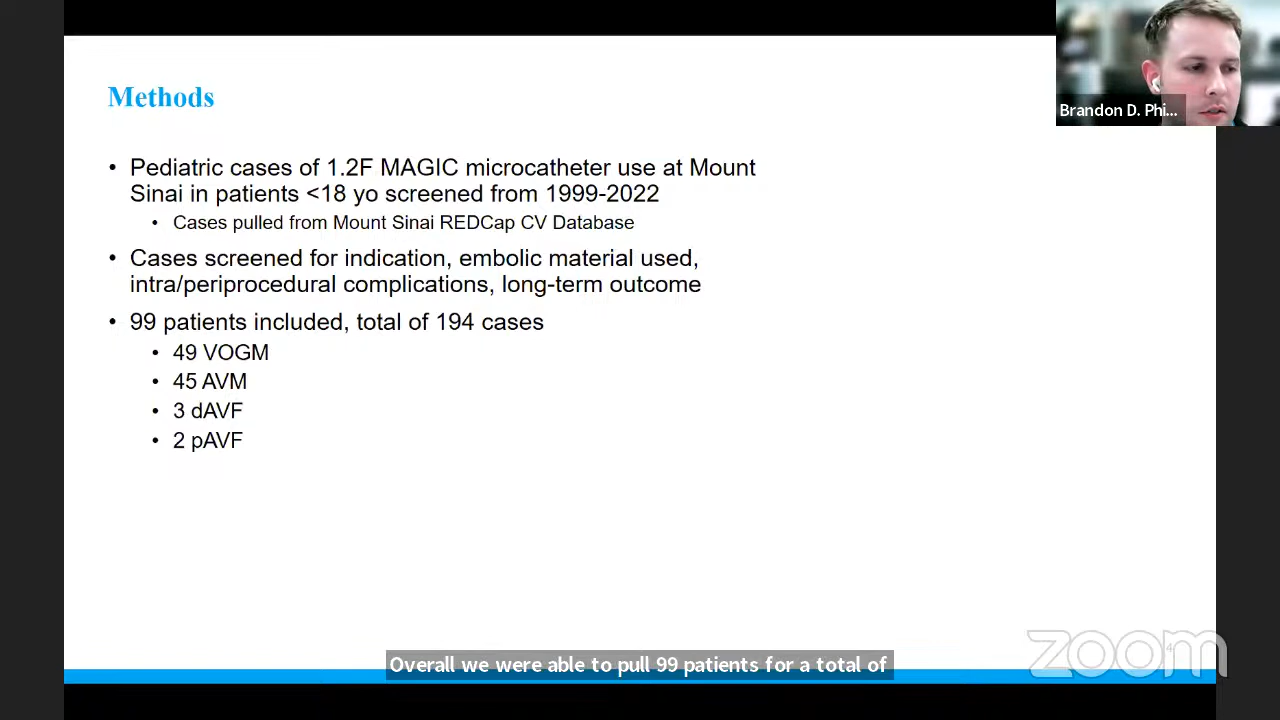 Methods
• Pediatric cases of 1.2F MAGIC microcatheter use at Mount
Sinai in patients <18 yo screened from 1999-2022
• Cases pulled from Mount Sinai REDCap CV Database
• Cases screened for indication, embolic material used,
intra/periprocedural complications, long-term outcome
• 99 patients included, total of 194 cases
• 49 VOGM
• 45 AVM
• 3 dAVF
• 2 pAVF
Brandon D. Phi...
Overall we were able to pull 99 patients for a total of
zoom
4